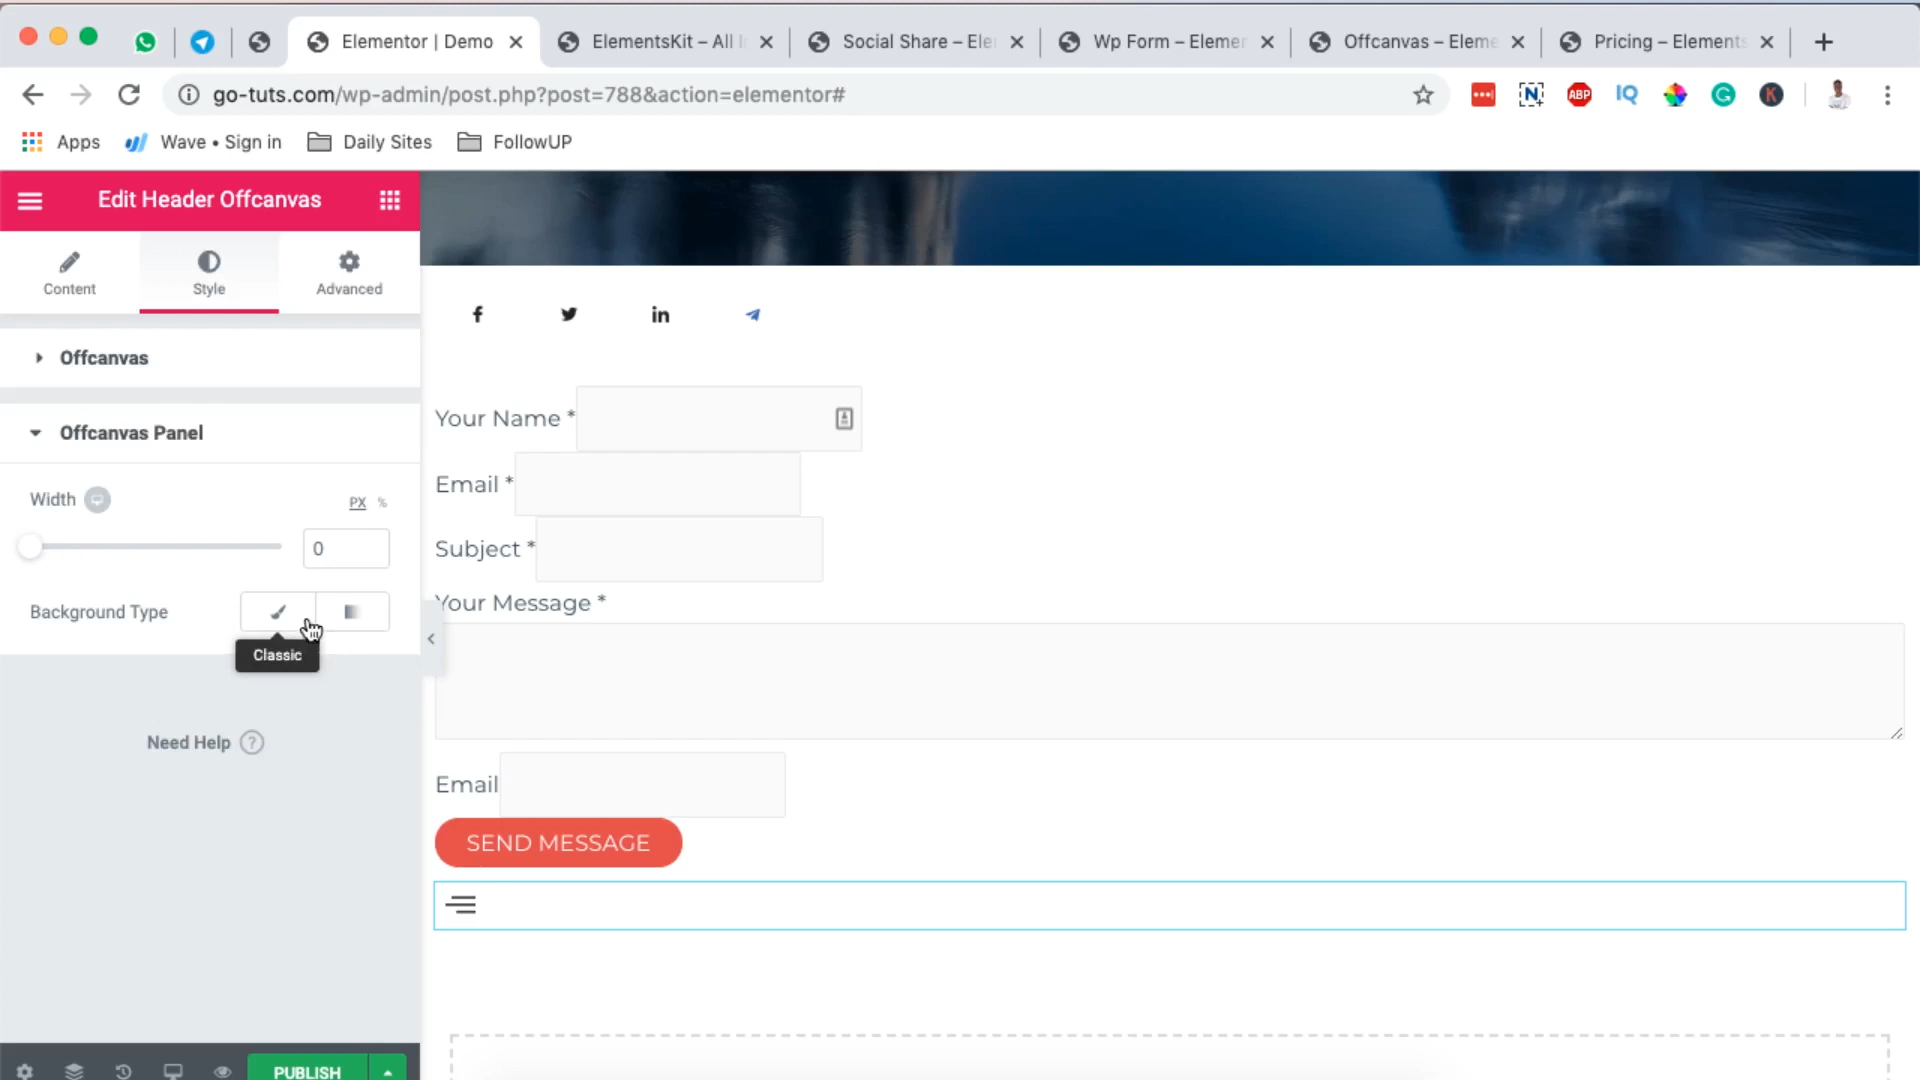 Elementor | Demo
ElementsKit – All I
Social Share – Ele
Wp Form – Elemer
Offcanvas – Eleme
Pricing – Elements
go-tuts.com/wp-admin/post.php?post=788&action=elementor#
ABP
IQ
K
Apps
Wave • Sign in
Daily Sites
FollowUP
Edit Header Offcanvas
Content
Style
Advanced
Offcanvas
Offcanvas Panel
Width
PX %
0
Background Type
Classic
Need Help ?
PUBLISH
Your Name *
Email *
Subject *
Your Message *
Email
SEND MESSAGE